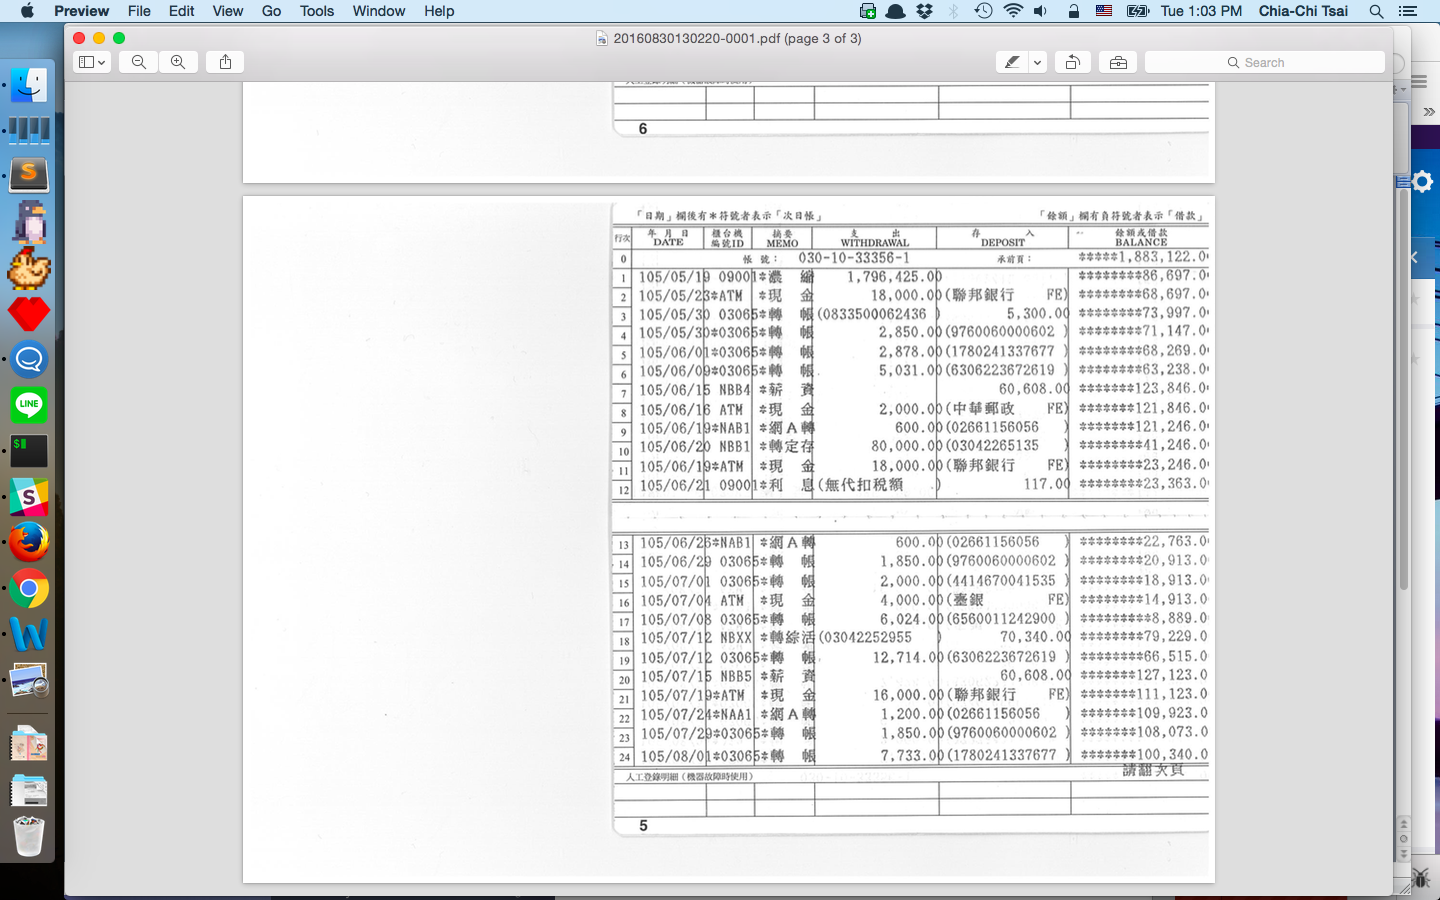 Preview File Edit View Go Tools Window Help Tue 1:03 PM Chia-Chi Tsai
20160830130220-0001.pdf (page 3 of 3)
Search
6
「日期」欄後有＊符號者表示「次日帳」 「餘額」欄有負符號者表示「借款」
行次 年月日 櫃台機 摘要 支 出 存 入 餘額或借款
DATE 編號ID MEMO WITHDRAWAL DEPOSIT BALANCE
0 帳 號： 030-10-33356-1 承前頁： *****1,883,122.0
1 105/05/19 09001*濃 縮 1,796,425.00 ********86,697.0
2 105/05/23*ATM *現 金 18,000.00(聯邦銀行 FE) ********68,697.0
3 105/05/30 03065*轉 帳(0833500062436 ) 5,300.00 ********73,997.0
4 105/05/30*03065*轉 帳 2,850.00(9760060000602 ) ********71,147.0
5 105/06/01*03065*轉 帳 2,878.00(1780241337677 ) ********68,269.0
6 105/06/09*03065*轉 帳 5,031.00(6306223672619 ) ********63,238.0
7 105/06/15 NBB4 *薪 資 60,608.00 *******123,846.0
8 105/06/16 ATM *現 金 2,000.00(中華郵政 FE) *******121,846.0
9 105/06/19*NAB1 *網A轉 600.00(02661156056 ) *******121,246.0
10 105/06/20 NBB1 *轉定存 80,000.00(03042265135 ) ********41,246.0
11 105/06/19*ATM *現 金 18,000.00(聯邦銀行 FE) ********23,246.0
12 105/06/21 09001*利 息(無代扣稅額 ) 117.00 ********23,363.0
13 105/06/26*NAB1 *網A轉 600.00(02661156056 ) ********22,763.0
14 105/06/29 03065*轉 帳 1,850.00(9760060000602 ) ********20,913.0
15 105/07/01 03065*轉 帳 2,000.00(4414670041535 ) ********18,913.0
16 105/07/04 ATM *現 金 4,000.00(臺銀 FE) ********14,913.0
17 105/07/08 03065*轉 帳 6,024.00(6560011242900 ) *********8,889.0
18 105/07/12 NBXX *轉綜活(03042252955 ) 70,340.00 ********79,229.0
19 105/07/12 03065*轉 帳 12,714.00(6306223672619 ) ********66,515.0
20 105/07/15 NBB5 *薪 資 60,608.00 *******127,123.0
21 105/07/19*ATM *現 金 16,000.00(聯邦銀行 FE) *******111,123.0
22 105/07/24*NAA1 *網A轉 1,200.00(02661156056 ) *******109,923.0
23 105/07/29*03065*轉 帳 1,850.00(9760060000602 ) *******108,073.0
24 105/08/01*03065*轉 帳 7,733.00(1780241337677 ) *******100,340.0
請翻次頁
人工登錄明細（機器故障時使用）
5
LINE